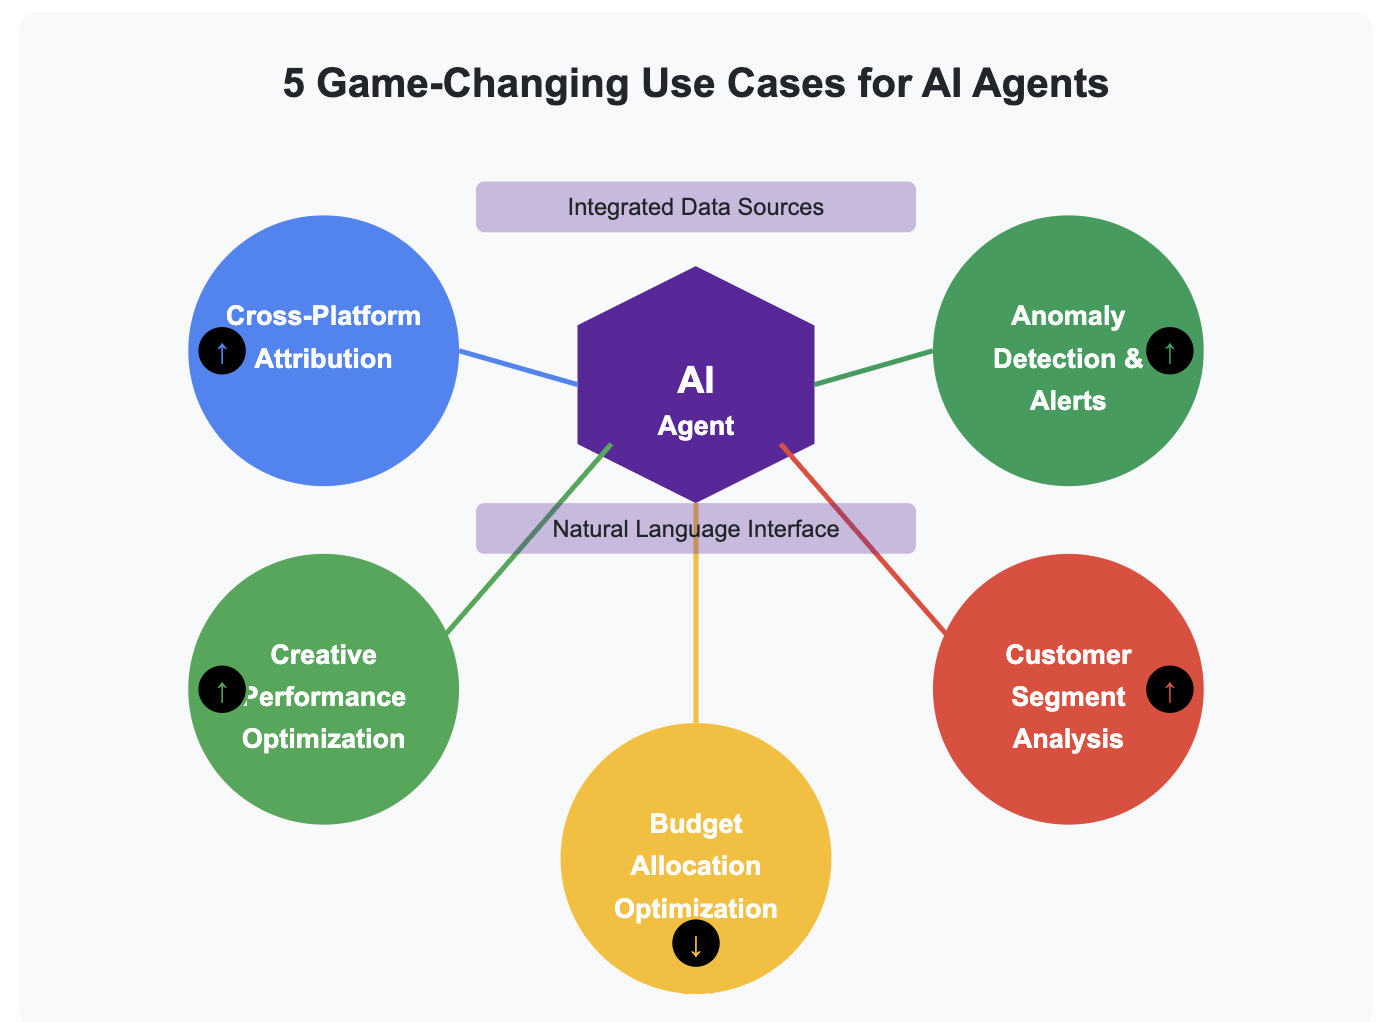 5 Game-Changing Use Cases for AI Agents
Integrated Data Sources
Cross-Platform
Attribution
↑
AI
Agent
Anomaly
Detection &
Alerts
↑
Natural Language Interface
Creative
Performance
Optimization
↑
Customer
Segment
Analysis
↑
Budget
Allocation
Optimization
↓